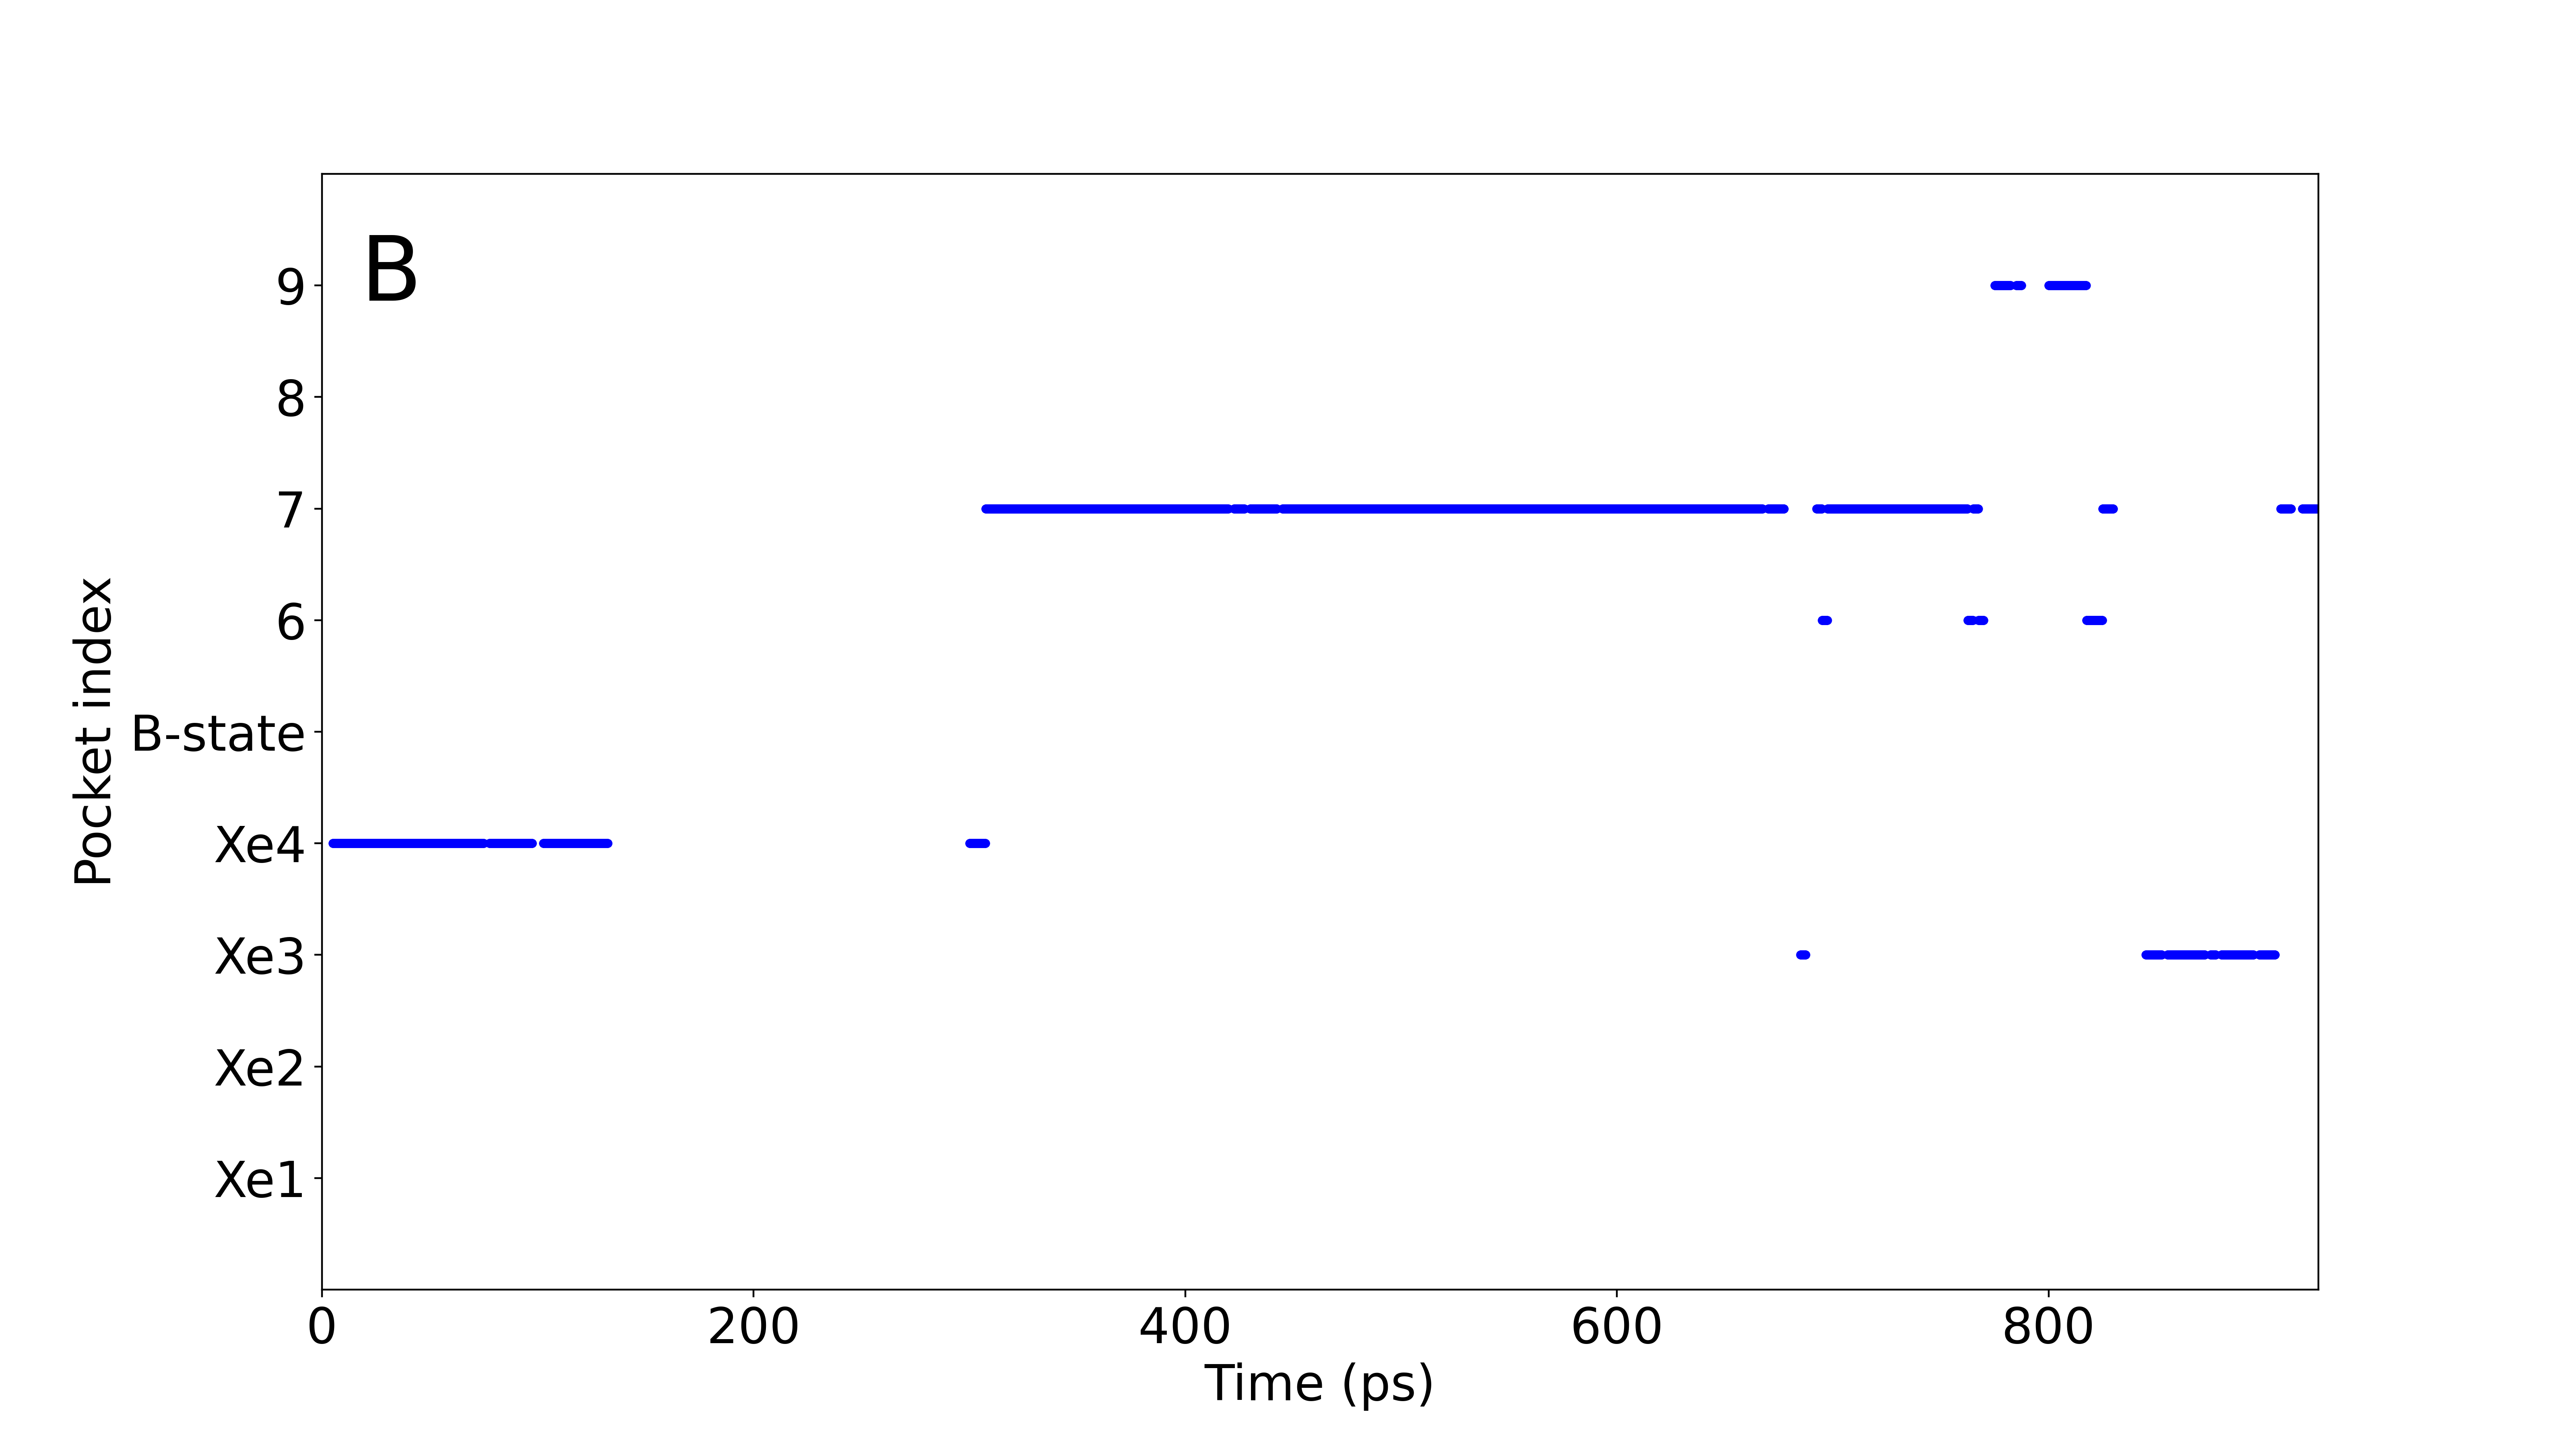 B
9
8
7
6
B-state
Xe4
Xe3
Xe2
Xe1
Pocket index
0 200 400 600 800
Time (ps)